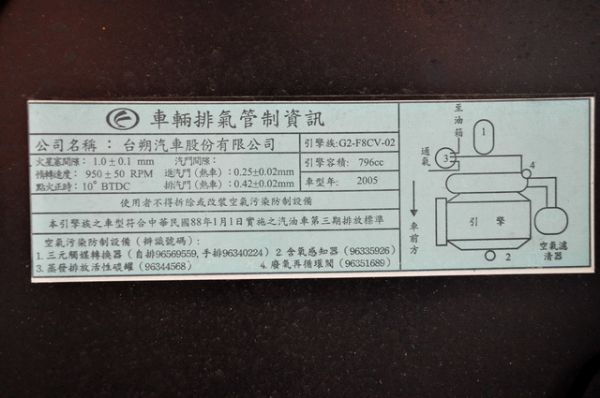 車輛排氣管制資訊
公司名稱：台朔汽車股份有限公司
引擎族:G2-F8CV-02
火星塞間隙：1.0±0.1 mm
汽門間隙：
惰轉速度：950±50 RPM
進汽門(熱車)：0.25±0.02mm
點火正時：10°BTDC
排汽門(熱車)：0.42±0.02mm
引擎容積：796cc
車型年：2005
使用者不得拆除或改裝空氣污染防制設備
本引擎族之車型符合中華民國88年1月1日實施之汽油車第三期排放標準
空氣污染防制設備(辨識號碼)：
1.三元觸媒轉換器(自排96569559,手排96340224) 2.含氧感知器(96335926)
3.蒸發排放活性碳罐(96344568) 4.廢氣再循環閥(96351689)
至油箱
通氣
1
3
4
引擎
車前方
空氣濾清器
2